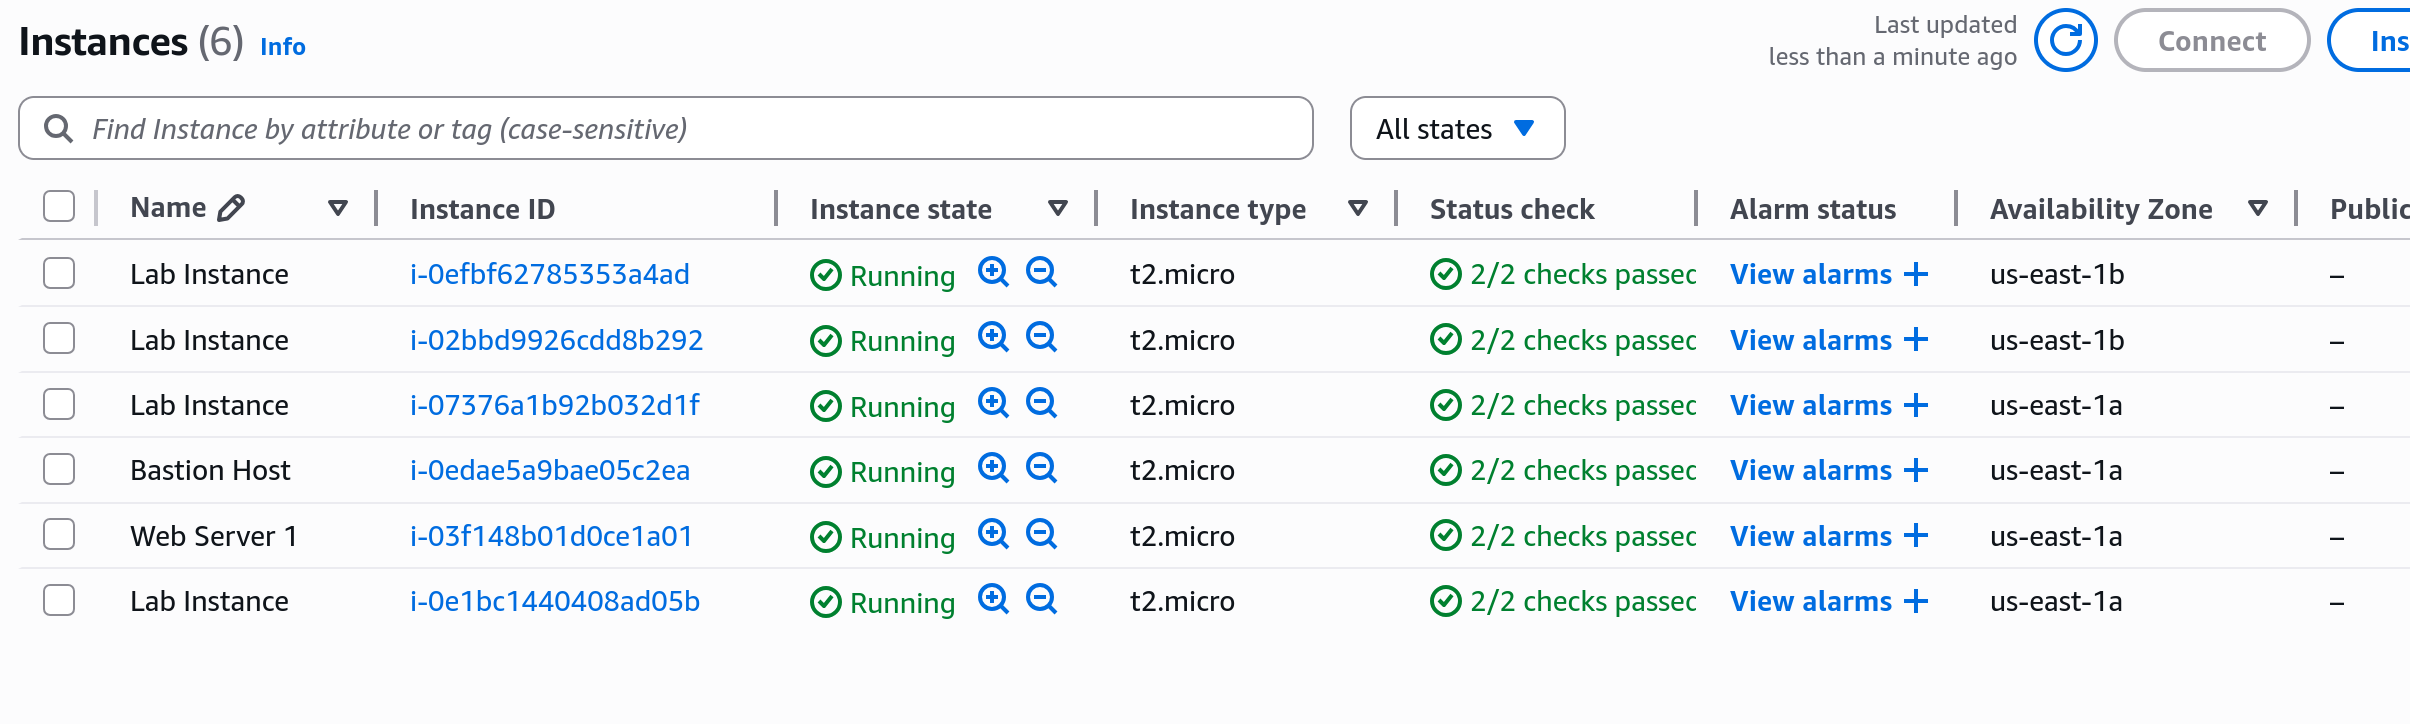 Instances (6) Info
Last updated
less than a minute ago
Connect
Ins
Find Instance by attribute or tag (case-sensitive)
All states
Name Instance ID Instance state Instance type Status check Alarm status Availability Zone Public
Lab Instance i-0efbf62785353a4ad Running t2.micro 2/2 checks passec View alarms + us-east-1b –
Lab Instance i-02bbd9926cdd8b292 Running t2.micro 2/2 checks passec View alarms + us-east-1b –
Lab Instance i-07376a1b92b032d1f Running t2.micro 2/2 checks passec View alarms + us-east-1a –
Bastion Host i-0edae5a9bae05c2ea Running t2.micro 2/2 checks passec View alarms + us-east-1a –
Web Server 1 i-03f148b01d0ce1a01 Running t2.micro 2/2 checks passec View alarms + us-east-1a –
Lab Instance i-0e1bc1440408ad05b Running t2.micro 2/2 checks passec View alarms + us-east-1a –